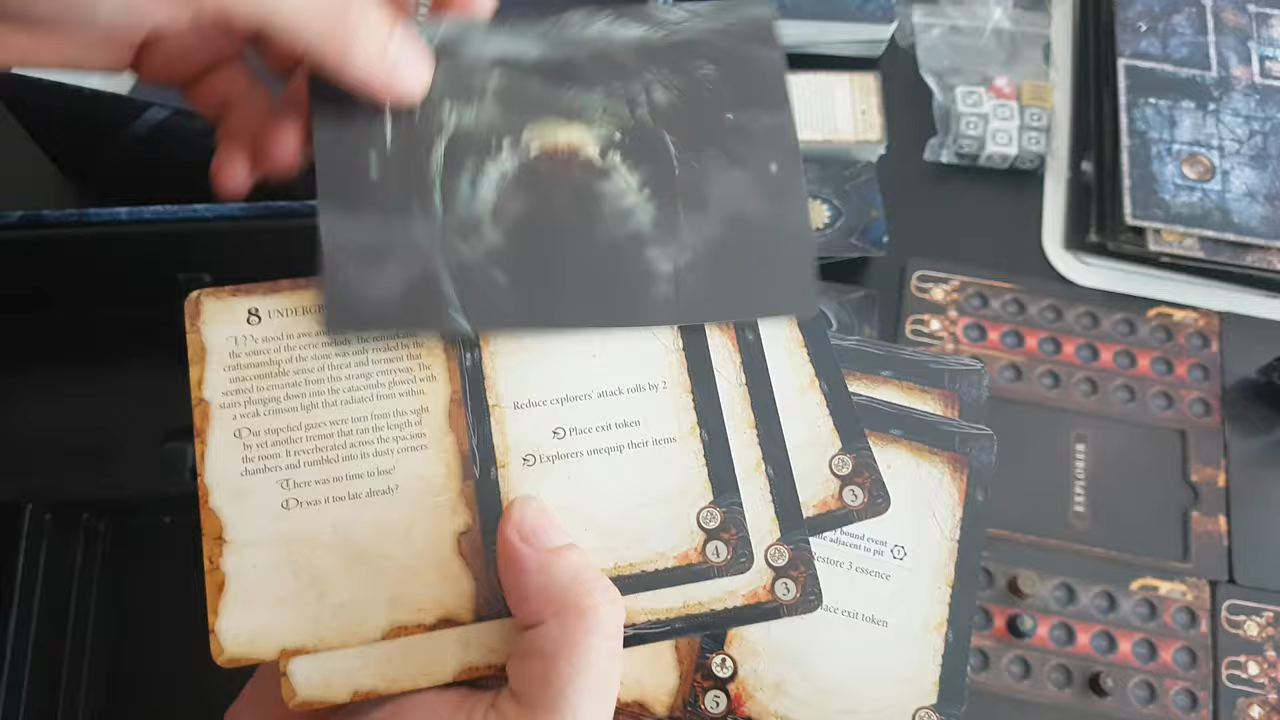 8 UNDERGR
We stood in awe and
the source of the eerie melody. The remarkable
craftsmanship of the stone was only rivaled by the
unaccountable sense of threat and torment that
seemed to emanate from this strange entryway. The
stairs plunging down into the catacombs glowed with
a weak crimson light that radiated from within.
Our stupefied gazes were torn from this sight
by yet another tremor that ran the length of
the room. It reverberated across the spacious
chambers and rumbled into its dusty corners.
There was no time to lose!
Or was it too late already?
Reduce explorers' attack rolls by 2
Place exit token
Explorers unequip their items
4
3
3
bound event
adjacent to pit
estore 3 essence
lace exit token
5
EXPLORER